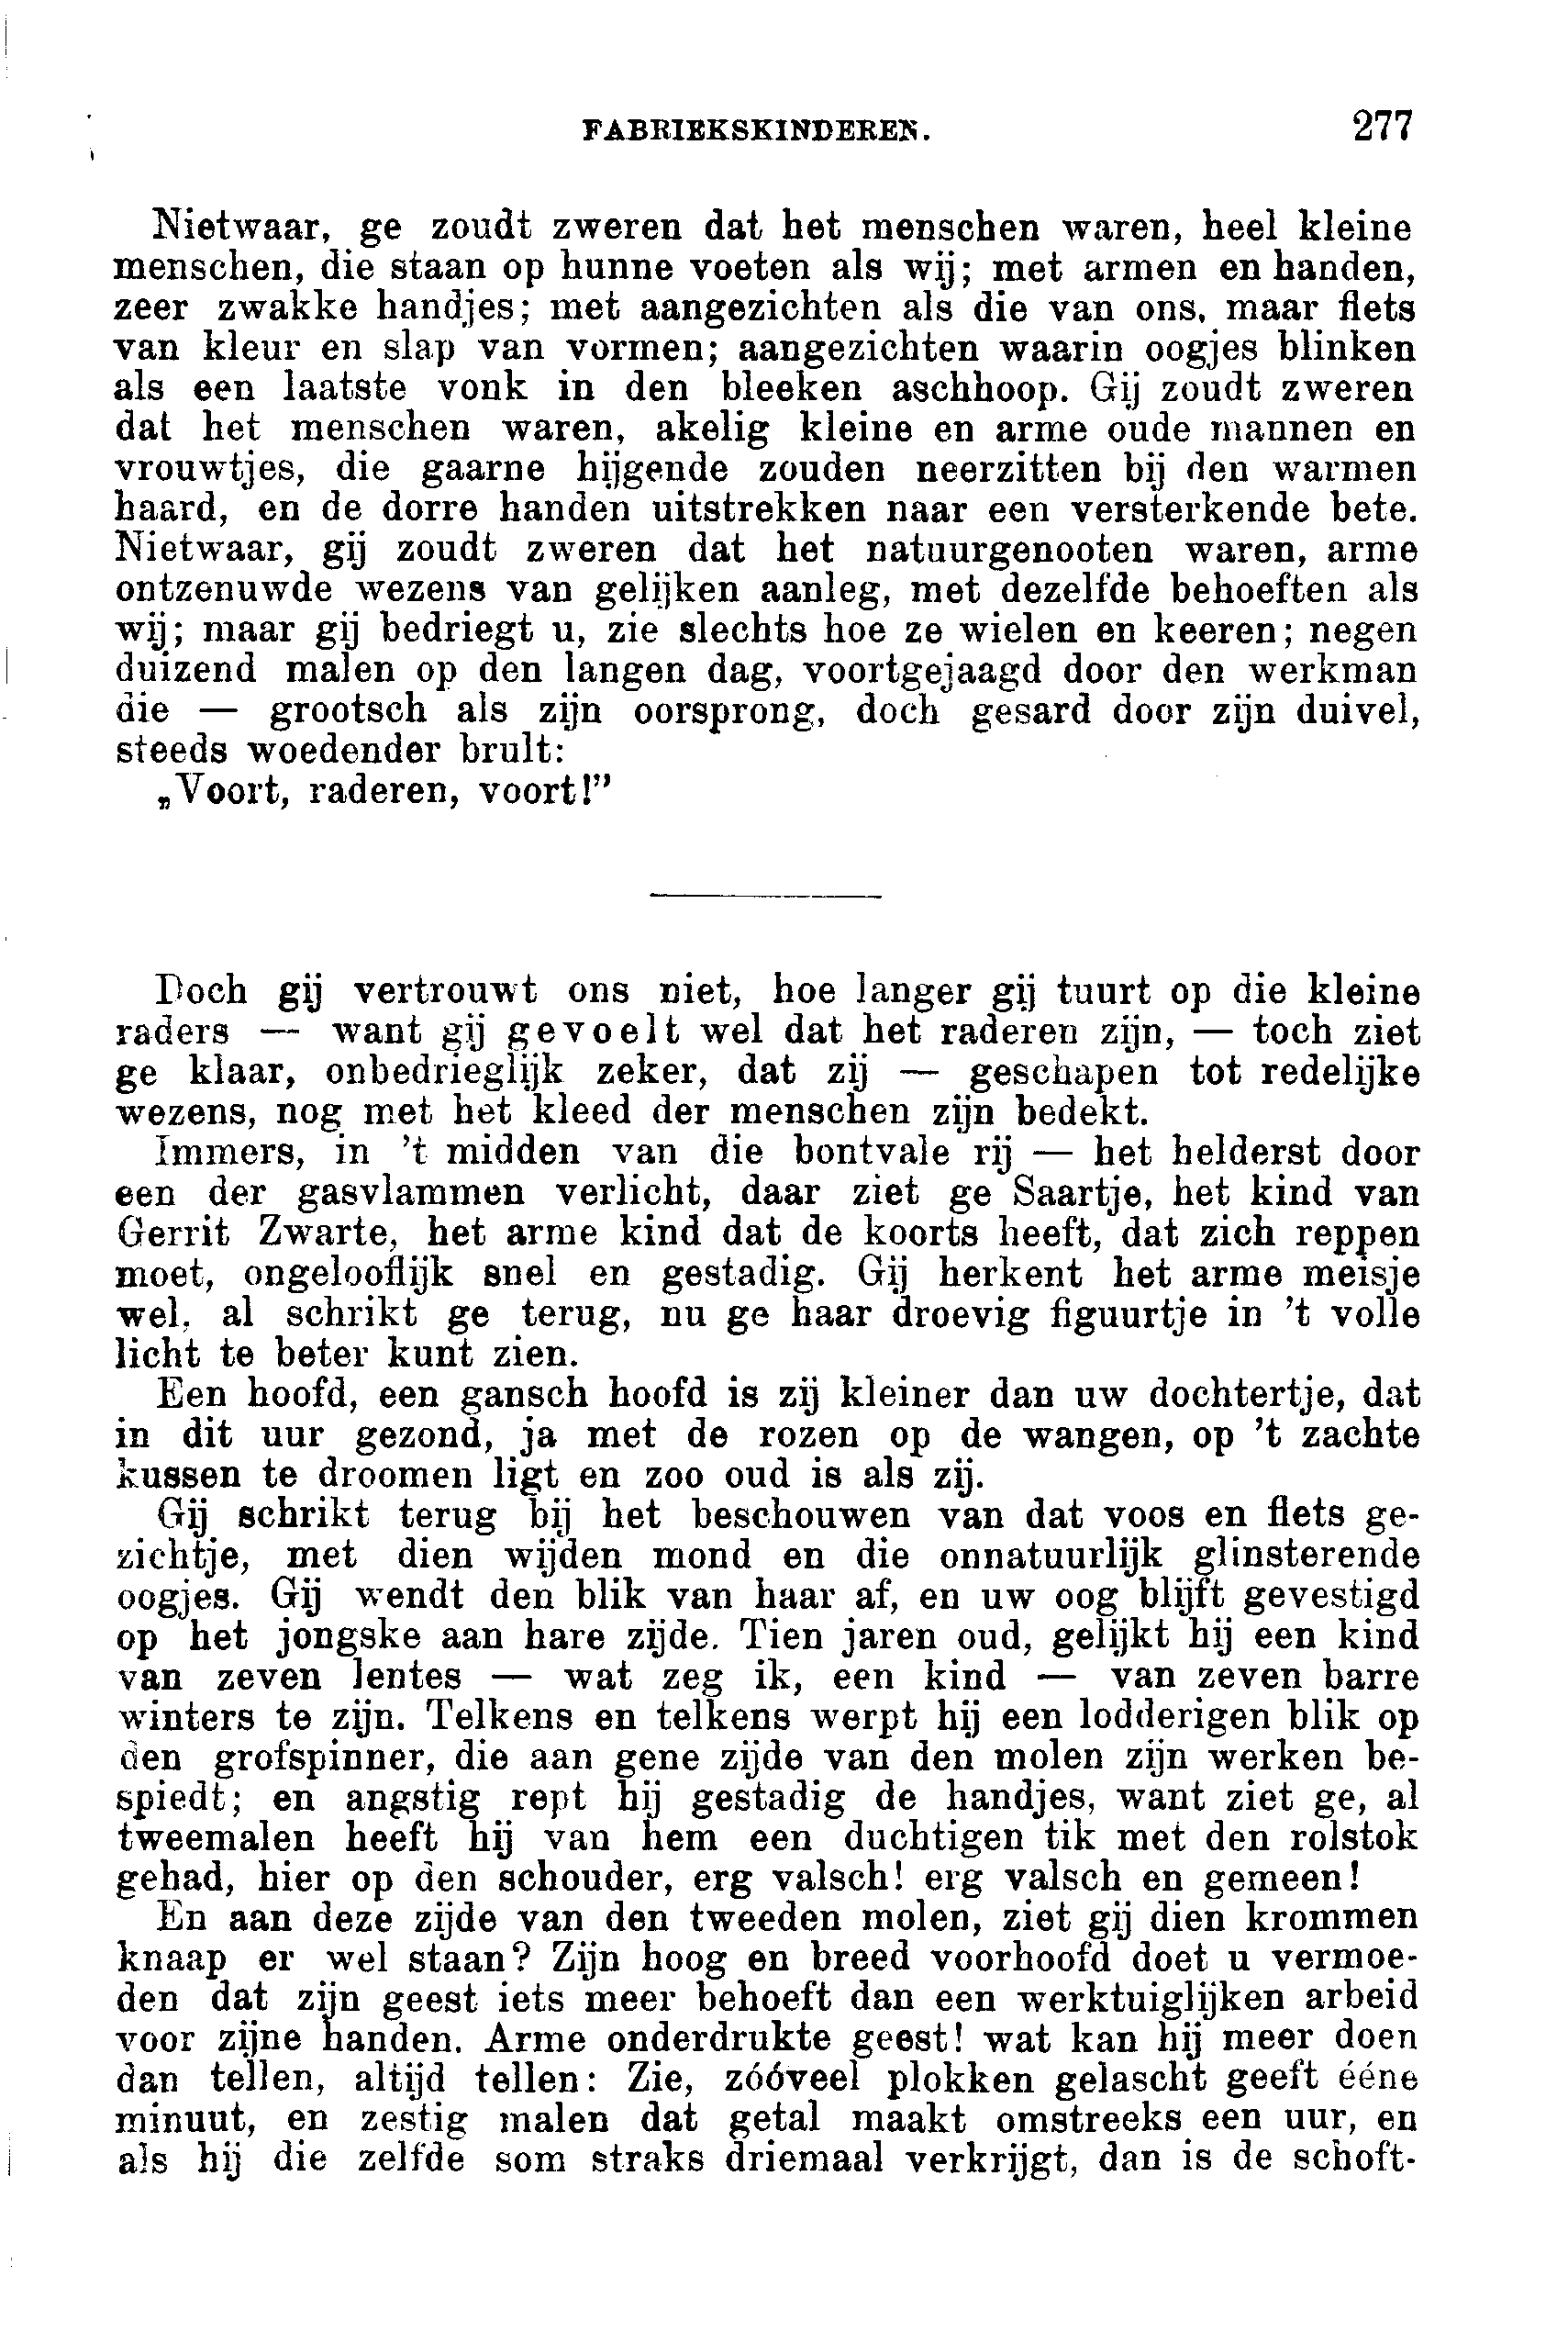 FABRIEKSKINDEREN. 277
Nietwaar, ge zoudt zweren dat het menschen waren, heel kleine
menschen, die staan op hunne voeten als wij; met armen en handen,
zeer zwakke handjes; met aangezichten als die van ons, maar flets
van kleur en slap van vormen; aangezichten waarin oogjes blinken
als een laatste vonk in den bleeken aschhoop. Gij zoudt zweren
dat het menschen waren, akelig kleine en arme oude mannen en
vrouwtjes, die gaarne hijgende zouden neerzitten bij den warmen
haard, en de dorre handen uitstrekken naar een versterkende bete.
Nietwaar, gij zoudt zweren dat het natuurgenooten waren, arme
ontzenuwde wezens van gelijken aanleg, met dezelfde behoeften als
wij; maar gij bedriegt u, zie slechts hoe ze wielen en keeren; negen
duizend malen op den langen dag, voortgejaagd door den werkman
die — grootsch als zijn oorsprong, doch gesard door zijn duivel,
steeds woedender brult:
„Voort, raderen, voort!”
Doch gij vertrouwt ons niet, hoe langer gij tuurt op die kleine
raders — want gij gevoelt wel dat het raderen zijn, — toch ziet
ge klaar, onbedrieglijk zeker, dat zij — geschapen tot redelijke
wezens, nog met het kleed der menschen zijn bedekt.
Immers, in 't midden van die bontvale rij — het helderst door
een der gasvlammen verlicht, daar ziet ge Saartje, het kind van
Gerrit Zwarte, het arme kind dat de koorts heeft, dat zich reppen
moet, ongelooflijk snel en gestadig. Gij herkent het arme meisje
wel, al schrikt ge terug, nu ge haar droevig figuurtje in 't volle
licht te beter kunt zien.
Een hoofd, een gansch hoofd is zij kleiner dan uw dochtertje, dat
in dit uur gezond, ja met de rozen op de wangen, op 't zachte
kussen te droomen ligt en zoo oud is als zij.
Gij schrikt terug bij het beschouwen van dat voos en flets ge-
zichtje, met dien wijden mond en die onnatuurlijk glinsterende
oogjes. Gij wendt den blik van haar af, en uw oog blijft gevestigd
op het jongske aan hare zijde. Tien jaren oud, gelijkt hij een kind
van zeven lentes — wat zeg ik, een kind — van zeven barre
winters te zijn. Telkens en telkens werpt hij een lodderigen blik op
den grofspinner, die aan gene zijde van den molen zijn werken be-
spiedt; en angstig rept hij gestadig de handjes, want ziet ge, al
tweemalen heeft hij van hem een duchtigen tik met den rolstok
gehad, hier op den schouder, erg valsch! erg valsch en gemeen!
En aan deze zijde van den tweeden molen, ziet gij dien krommen
knaap er wel staan? Zijn hoog en breed voorhoofd doet u vermoe-
den dat zijn geest iets meer behoeft dan een werktuiglijken arbeid
voor zijne handen. Arme onderdrukte geest! wat kan hij meer doen
dan tellen, altijd tellen: Zie, zóóveel plokken gelascht geeft ééne
minuut, en zestig malen dat getal maakt omstreeks een uur, en
als hij die zelfde som straks driemaal verkrijgt, dan is de schoft-